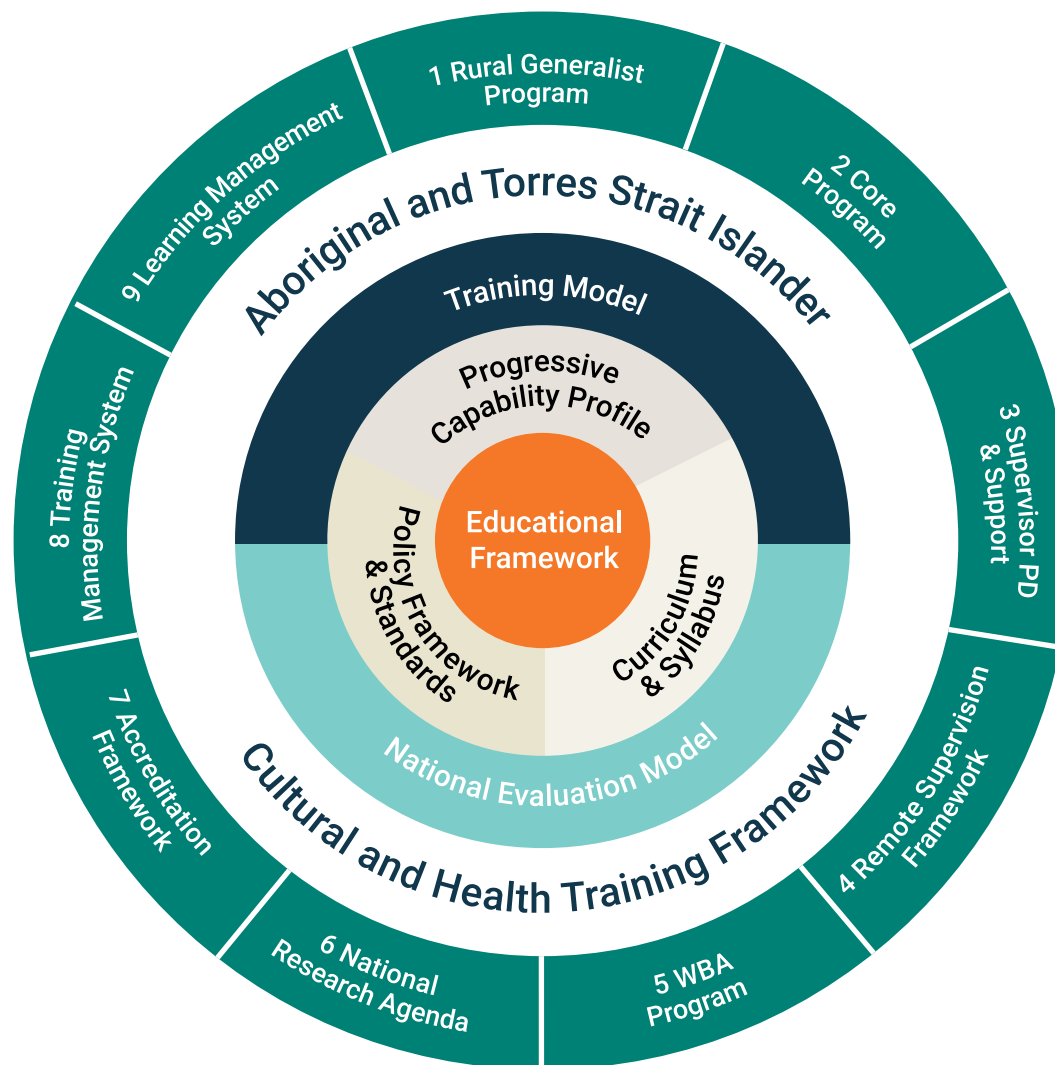 1 Rural Generalist
Program
2 Core
Program
3 Supervisor PD
& Support
4 Remote Supervision
Framework
5 WBA
Program
6 National
Research Agenda
7 Accreditation
Framework
8 Training
Management System
9 Learning Management
System
Aboriginal and Torres Strait Islander
Cultural and Health Training Framework
Training Model
National Evaluation Model
Progressive
Capability Profile
Curriculum
& Syllabus
Policy Framework
& Standards
Educational
Framework